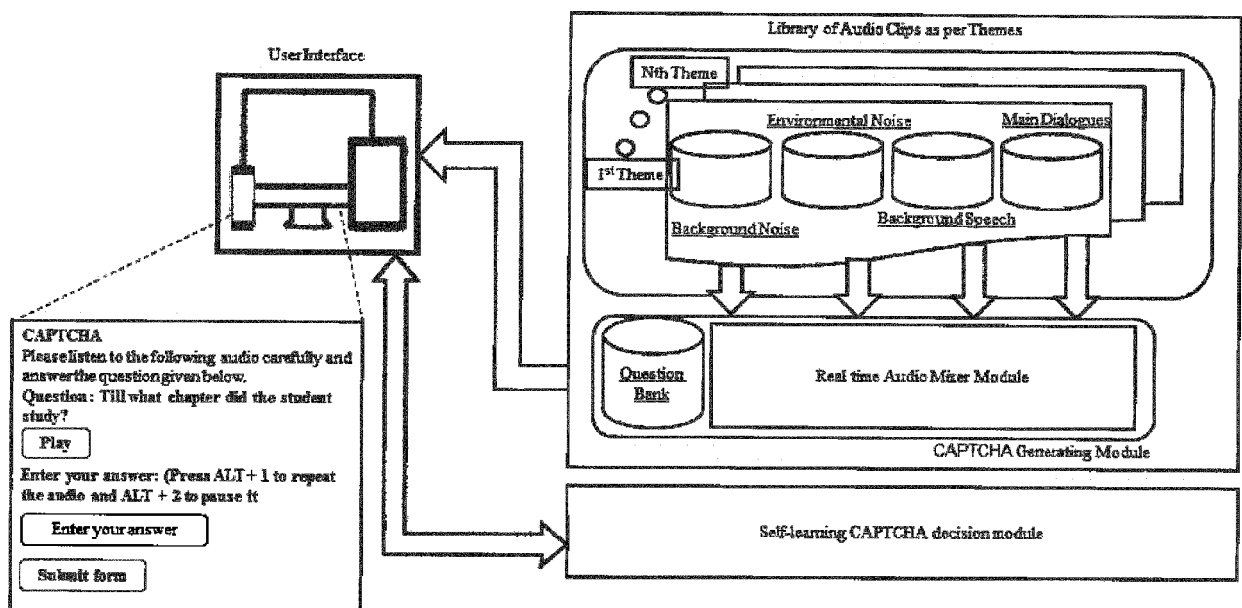 Library of Audio Clips as per Themes
User Interface
Nth Theme
Environmental Noise
Main Dialogues
1st Theme
Background Noise
Background Speech
CAPTCHA
Please listen to the following audio carefully and
answer the question given below.
Question: Till what chapter did the student
study?
Play
Enter your answer: (Press ALT + 1 to repeat
the audio and ALT + 2 to pause it
Enter your answer
Submit form
Question
Bank
Real time Audio Mixer Module
CAPTCHA Generating Module
Self-learning CAPTCHA decision module